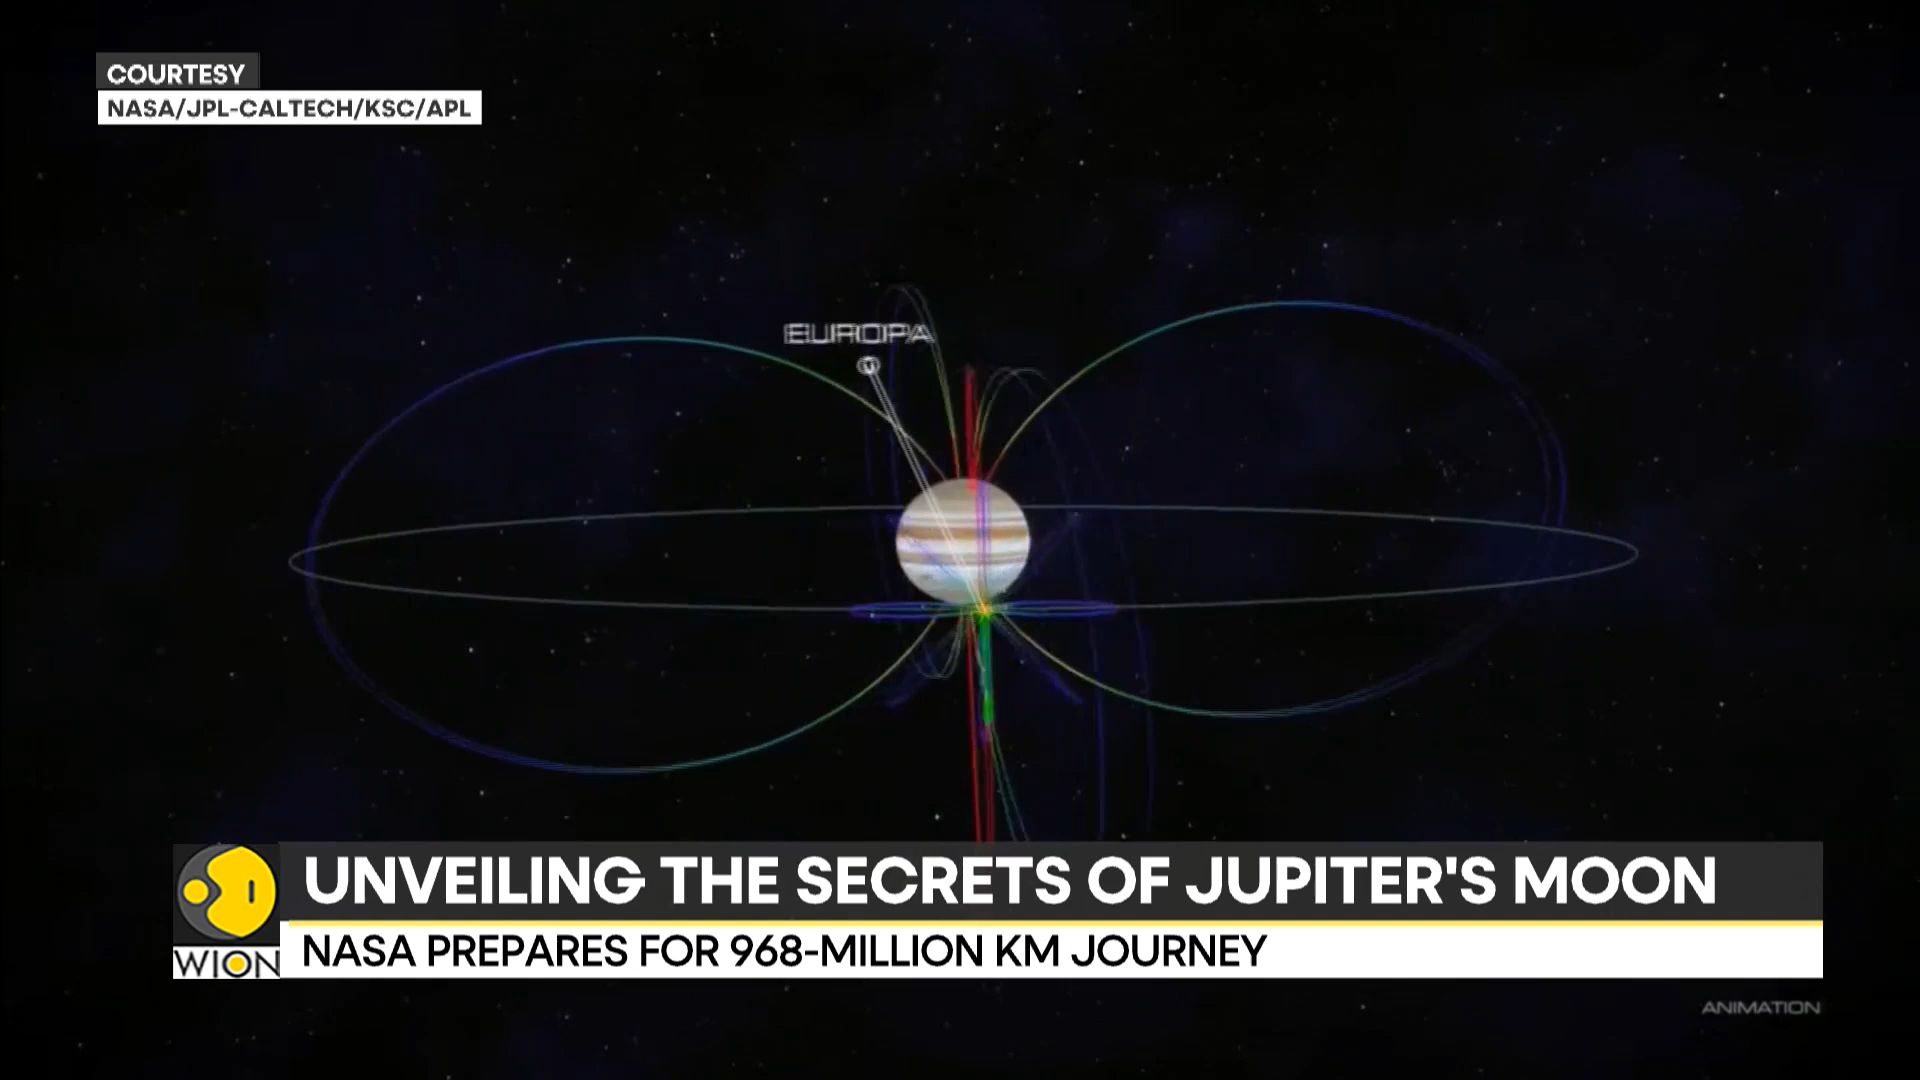 COURTESY
NASA/JPL-CALTECH/KSC/APL
EUROPA
UNVEILING THE SECRETS OF JUPITER'S MOON
NASA PREPARES FOR 968-MILLION KM JOURNEY
WION
ANIMATION